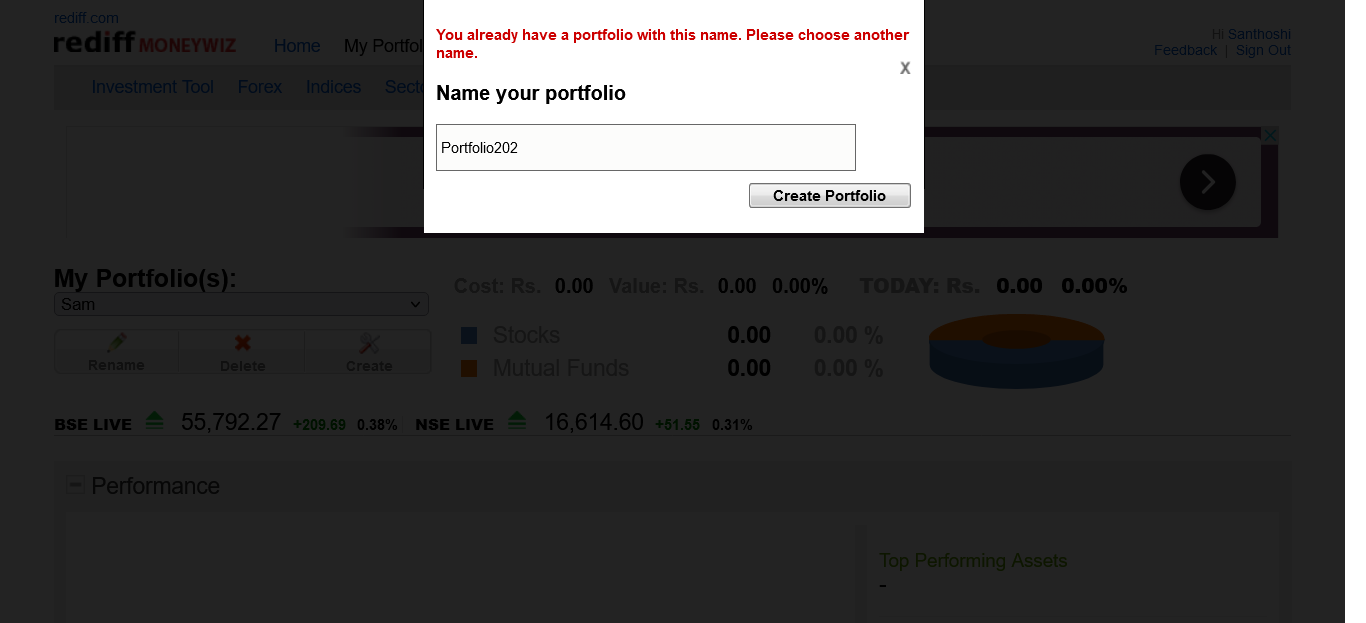 rediff.com
rediff MONEYWIZ
Home My Portfol
Hi Santhoshi
Feedback | Sign Out
Investment Tool Forex Indices Secto
You already have a portfolio with this name. Please choose another
name.
X
Name your portfolio
Portfolio202
Create Portfolio
My Portfolio(s):
Sam
Rename Delete Create
Cost: Rs. 0.00 Value: Rs. 0.00 0.00% TODAY: Rs. 0.00 0.00%
Stocks 0.00 0.00 %
Mutual Funds 0.00 0.00 %
BSE LIVE 55,792.27 +209.69 0.38% NSE LIVE 16,614.60 +51.55 0.31%
Performance
Top Performing Assets
-